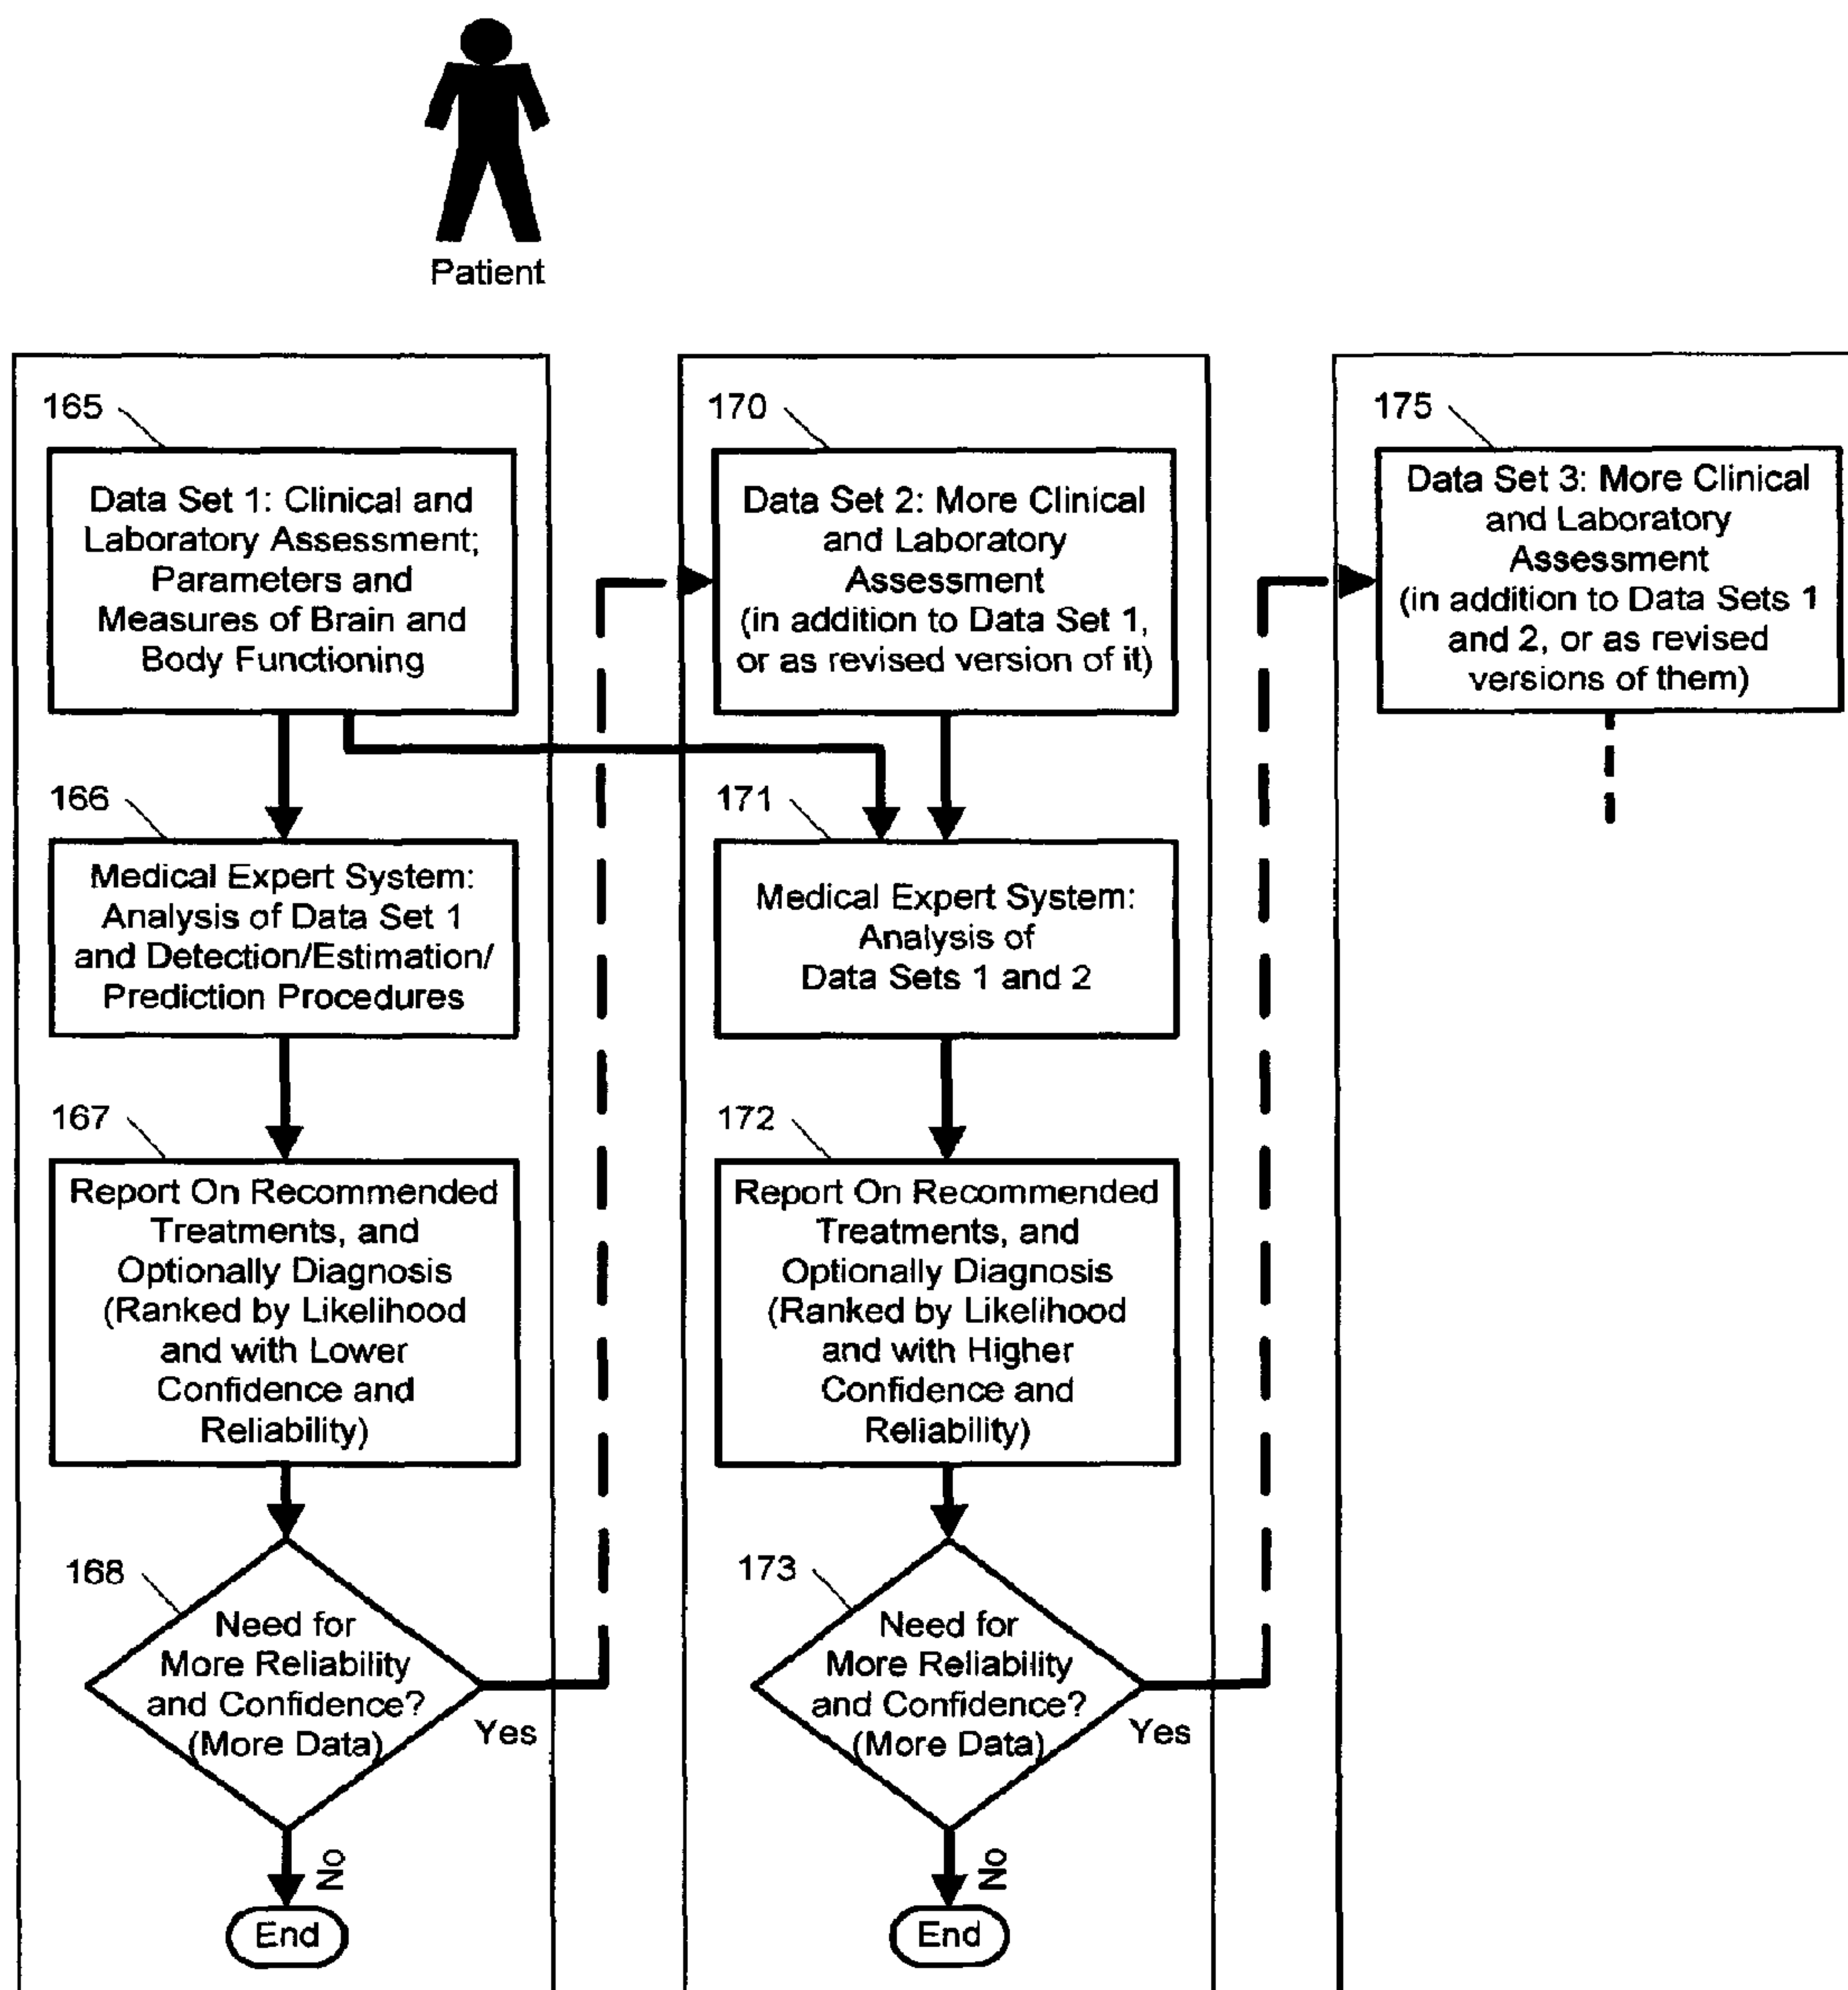 Patient
165
Data Set 1: Clinical and
Laboratory Assessment;
Parameters and
Measures of Brain and
Body Functioning
166
Medical Expert System:
Analysis of Data Set 1
and Detection/Estimation/
Prediction Procedures
167
Report On Recommended
Treatments, and
Optionally Diagnosis
(Ranked by Likelihood
and with Lower
Confidence and
Reliability)
168
Need for
More Reliability
and Confidence?
(More Data)
Yes
No
End
170
Data Set 2: More Clinical
and Laboratory
Assessment
(in addition to Data Set 1,
or as revised version of it)
171
Medical Expert System:
Analysis of
Data Sets 1 and 2
172
Report On Recommended
Treatments, and
Optionally Diagnosis
(Ranked by Likelihood
and with Higher
Confidence and
Reliability)
173
Need for
More Reliability
and Confidence?
(More Data)
Yes
No
End
175
Data Set 3: More Clinical
and Laboratory
Assessment
(in addition to Data Sets 1
and 2, or as revised
versions of them)